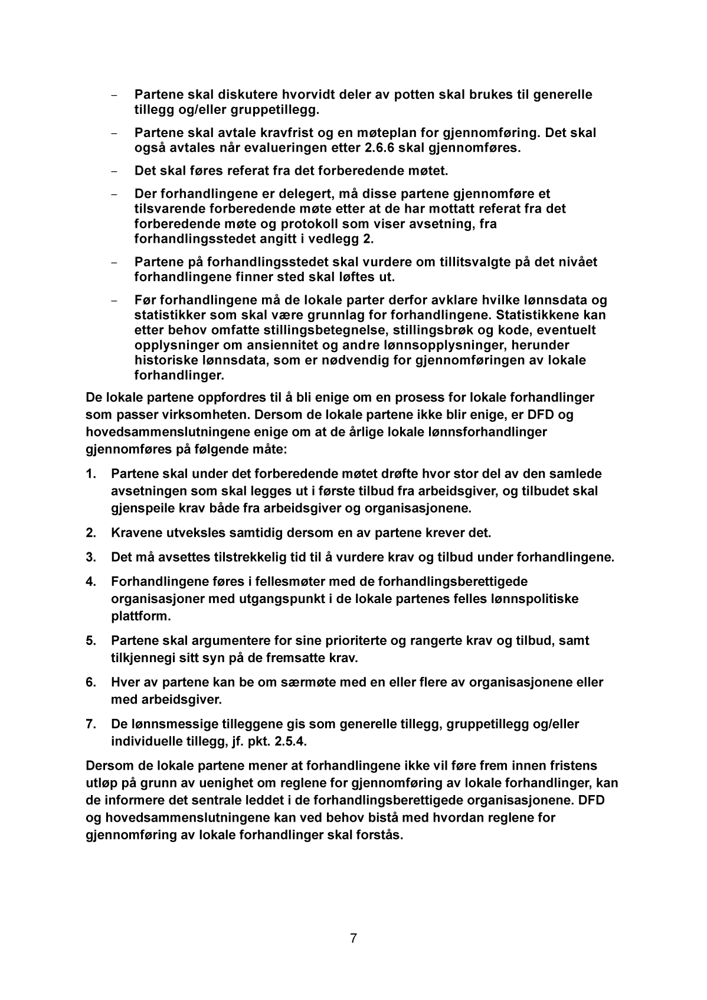 – Partene skal diskutere hvorvidt deler av potten skal brukes til generelle
tillegg og/eller gruppetillegg.
– Partene skal avtale kravfrist og en møteplan for gjennomføring. Det skal
også avtales når evalueringen etter 2.6.6 skal gjennomføres.
– Det skal føres referat fra det forberedende møtet.
– Der forhandlingene er delegert, må disse partene gjennomføre et
tilsvarende forberedende møte etter at de har mottatt referat fra det
forberedende møte og protokoll som viser avsetning, fra
forhandlingsstedet angitt i vedlegg 2.
– Partene på forhandlingsstedet skal vurdere om tillitsvalgte på det nivået
forhandlingene finner sted skal løftes ut.
– Før forhandlingene må de lokale parter derfor avklare hvilke lønnsdata og
statistikker som skal være grunnlag for forhandlingene. Statistikkene kan
etter behov omfatte stillingsbetegnelse, stillingsbrøk og kode, eventuelt
opplysninger om ansiennitet og andre lønnsopplysninger, herunder
historiske lønnsdata, som er nødvendig for gjennomføringen av lokale
forhandlinger.
De lokale partene oppfordres til å bli enige om en prosess for lokale forhandlinger
som passer virksomheten. Dersom de lokale partene ikke blir enige, er DFD og
hovedsammenslutningene enige om at de årlige lokale lønnsforhandlinger
gjennomføres på følgende måte:
1. Partene skal under det forberedende møtet drøfte hvor stor del av den samlede
avsetningen som skal legges ut i første tilbud fra arbeidsgiver, og tilbudet skal
gjenspeile krav både fra arbeidsgiver og organisasjonene.
2. Kravene utveksles samtidig dersom en av partene krever det.
3. Det må avsettes tilstrekkelig tid til å vurdere krav og tilbud under forhandlingene.
4. Forhandlingene føres i fellesmøter med de forhandlingsberettigede
organisasjoner med utgangspunkt i de lokale partenes felles lønnspolitiske
plattform.
5. Partene skal argumentere for sine prioriterte og rangerte krav og tilbud, samt
tilkjennegi sitt syn på de fremsatte krav.
6. Hver av partene kan be om særmøte med en eller flere av organisasjonene eller
med arbeidsgiver.
7. De lønnsmessige tilleggene gis som generelle tillegg, gruppetillegg og/eller
individuelle tillegg, jf. pkt. 2.5.4.
Dersom de lokale partene mener at forhandlingene ikke vil føre frem innen fristens
utløp på grunn av uenighet om reglene for gjennomføring av lokale forhandlinger, kan
de informere det sentrale leddet i de forhandlingsberettigede organisasjonene. DFD
og hovedsammenslutningene kan ved behov bistå med hvordan reglene for
gjennomføring av lokale forhandlinger skal forstås.
7